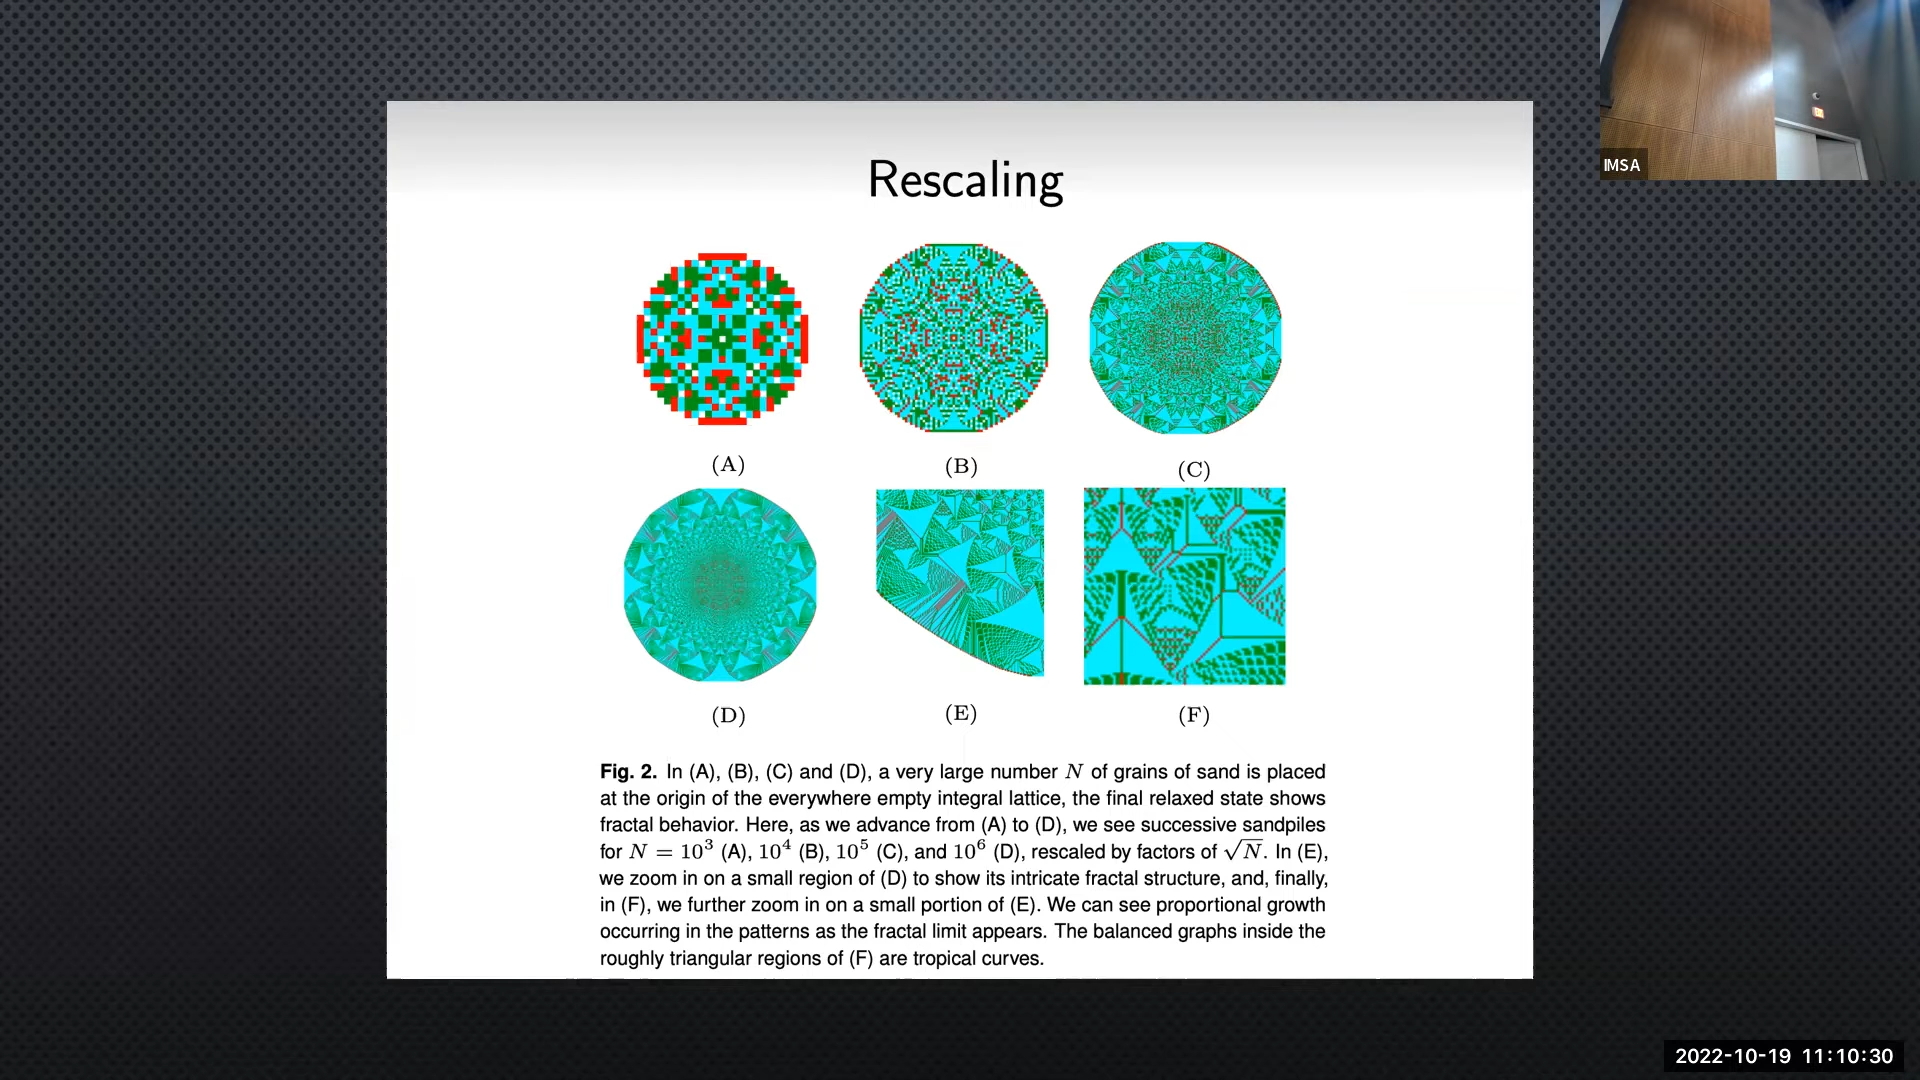 IMSA
Rescaling
(A)
(B)
(C)
(D)
(E)
(F)
Fig. 2. In (A), (B), (C) and (D), a very large number N of grains of sand is placed
at the origin of the everywhere empty integral lattice, the final relaxed state shows
fractal behavior. Here, as we advance from (A) to (D), we see successive sandpiles
for N = 10³ (A), 10⁴ (B), 10⁵ (C), and 10⁶ (D), rescaled by factors of √N. In (E),
we zoom in on a small region of (D) to show its intricate fractal structure, and, finally,
in (F), we further zoom in on a small portion of (E). We can see proportional growth
occurring in the patterns as the fractal limit appears. The balanced graphs inside the
roughly triangular regions of (F) are tropical curves.
2022-10-19 11:10:30